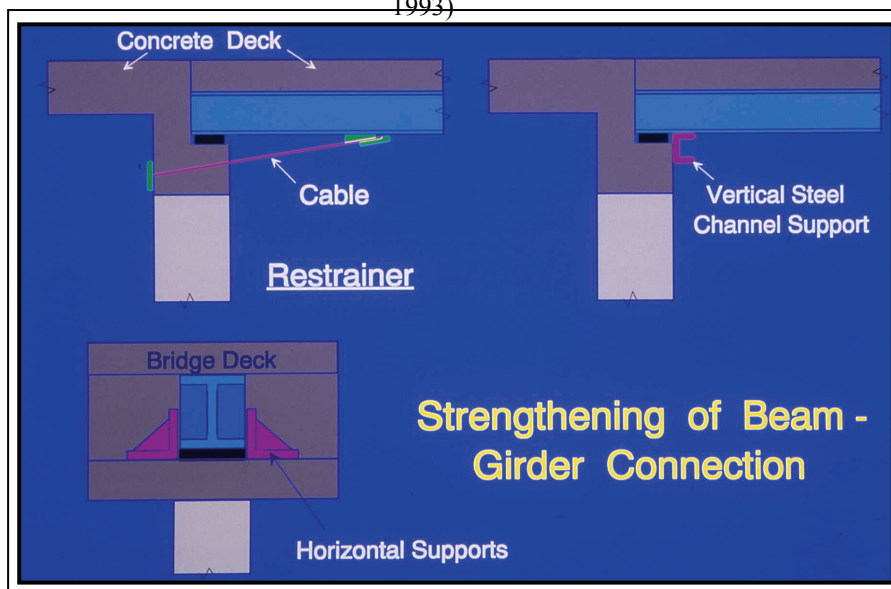 1993)
Concrete Deck
Cable
Restrainer
Vertical Steel
Channel Support
Bridge Deck
Strengthening of Beam -
Girder Connection
Horizontal Supports